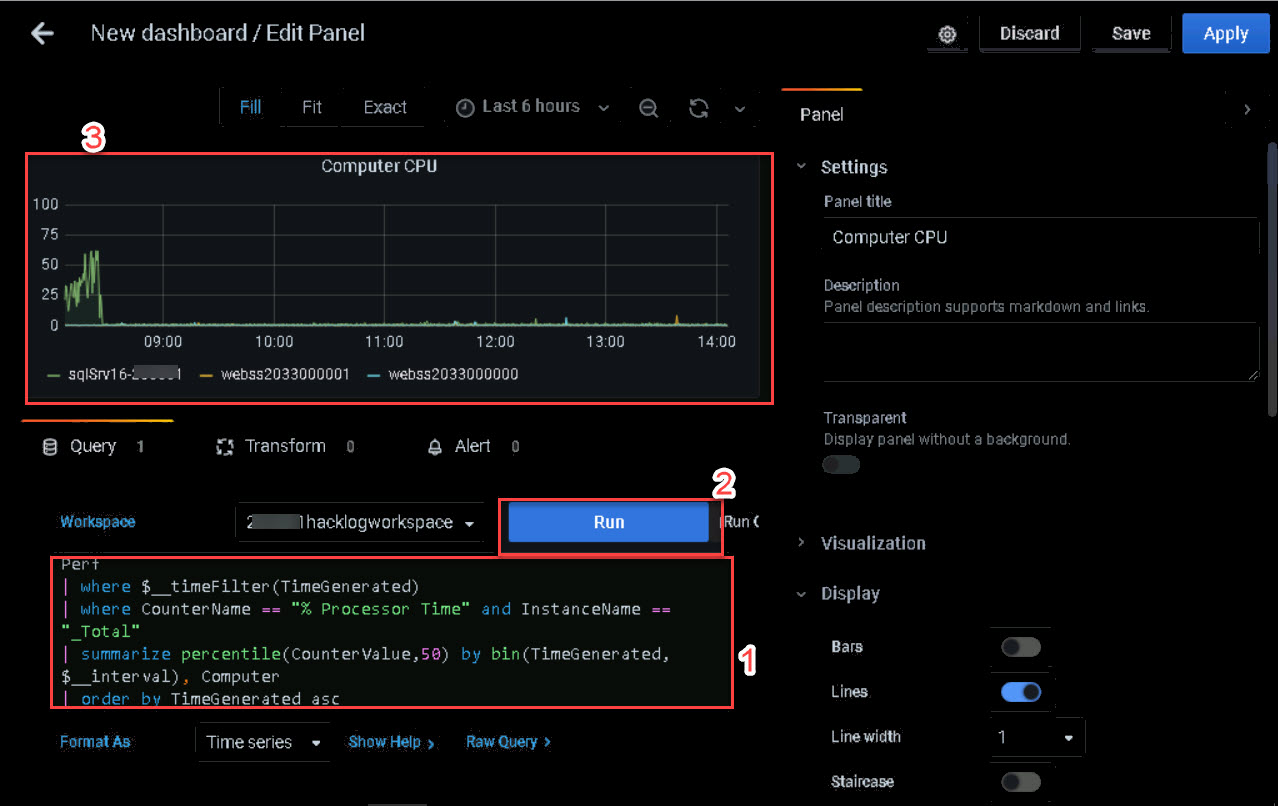 New dashboard / Edit Panel
Discard
Save
Apply
Fill
Fit
Exact
Last 6 hours
Panel
3
Computer CPU
100
75
50
25
0
09:00
10:00
11:00
12:00
13:00
14:00
sqlSrv16-
webss2033000001
webss2033000000
Settings
Panel title
Computer CPU
Description
Panel description supports markdown and links.
Transparent
Display panel without a background.
Query 1
Transform 0
Alert 0
2
Workspace
1hacklogworkspace
Run
Perf
| where $__timeFilter(TimeGenerated)
| where CounterName == "% Processor Time" and InstanceName ==
"_Total"
| summarize percentile(CounterValue,50) by bin(TimeGenerated,
$__interval), Computer
| order by TimeGenerated asc
1
Format As
Time series
Show Help
Raw Query
Visualization
Display
Bars
Lines
Line width
1
Staircase